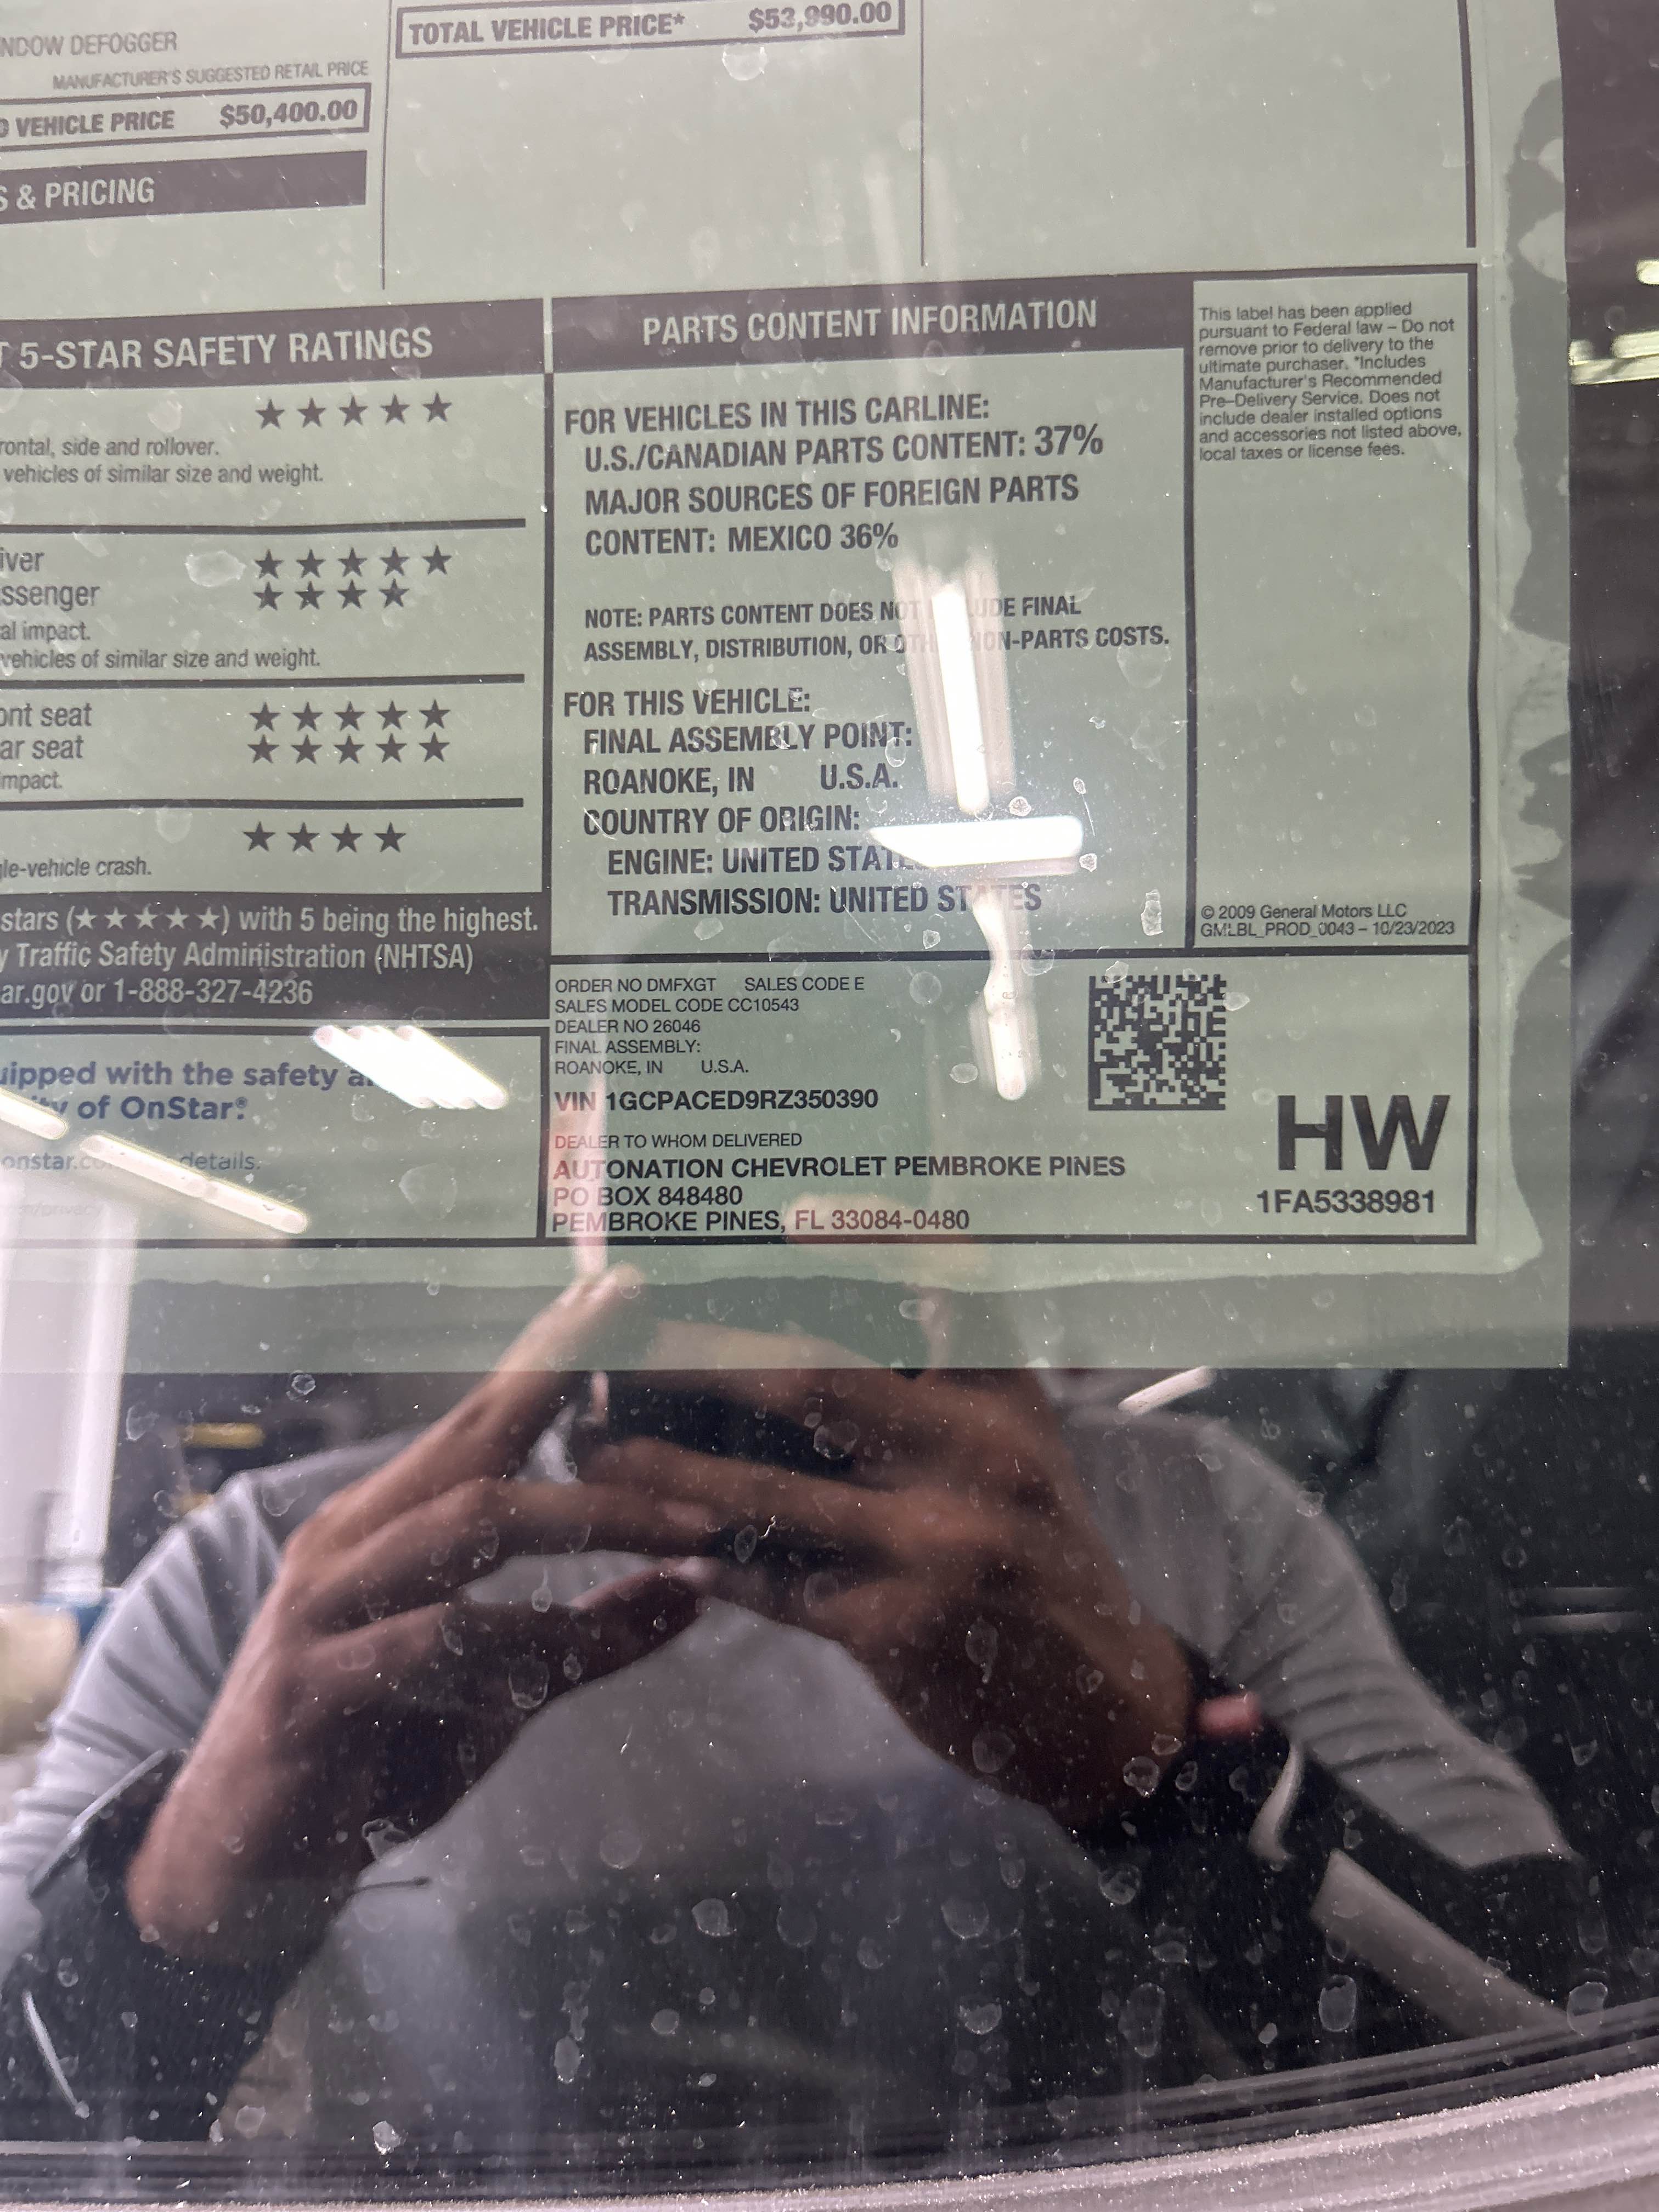 NDOW DEFOGGER
MANUFACTURER'S SUGGESTED RETAIL PRICE
VEHICLE PRICE $50,400.00
S & PRICING
TOTAL VEHICLE PRICE* $53,990.00
T 5-STAR SAFETY RATINGS
★★★★★
rontal, side and rollover.
vehicles of similar size and weight.
iver ★★★★★
ssenger ★★★★
al impact.
vehicles of similar size and weight.
ont seat ★★★★★
ar seat ★★★★★
mpact.
★★★★
gle-vehicle crash.
stars (★★★★★) with 5 being the highest.
y Traffic Safety Administration (NHTSA)
ar.gov or 1-888-327-4236
uipped with the safety a
of OnStar®.
onstar.co details.
PARTS CONTENT INFORMATION
FOR VEHICLES IN THIS CARLINE:
U.S./CANADIAN PARTS CONTENT: 37%
MAJOR SOURCES OF FOREIGN PARTS
CONTENT: MEXICO 36%
NOTE: PARTS CONTENT DOES NOT UDE FINAL
ASSEMBLY, DISTRIBUTION, OR OTH NON-PARTS COSTS.
FOR THIS VEHICLE:
FINAL ASSEMBLY POINT:
ROANOKE, IN U.S.A.
COUNTRY OF ORIGIN:
ENGINE: UNITED STATE
TRANSMISSION: UNITED STATES
This label has been applied
pursuant to Federal law – Do not
remove prior to delivery to the
ultimate purchaser. *Includes
Manufacturer's Recommended
Pre-Delivery Service. Does not
include dealer installed options
and accessories not listed above,
local taxes or license fees.
© 2009 General Motors LLC
GMLBL_PROD_0043 – 10/23/2023
ORDER NO DMFXGT SALES CODE E
SALES MODEL CODE CC10543
DEALER NO 26046
FINAL ASSEMBLY:
ROANOKE, IN U.S.A.
VIN 1GCPACED9RZ350390
DEALER TO WHOM DELIVERED
AUTONATION CHEVROLET PEMBROKE PINES
PO BOX 848480
PEMBROKE PINES, FL 33084-0480
HW
1FA5338981